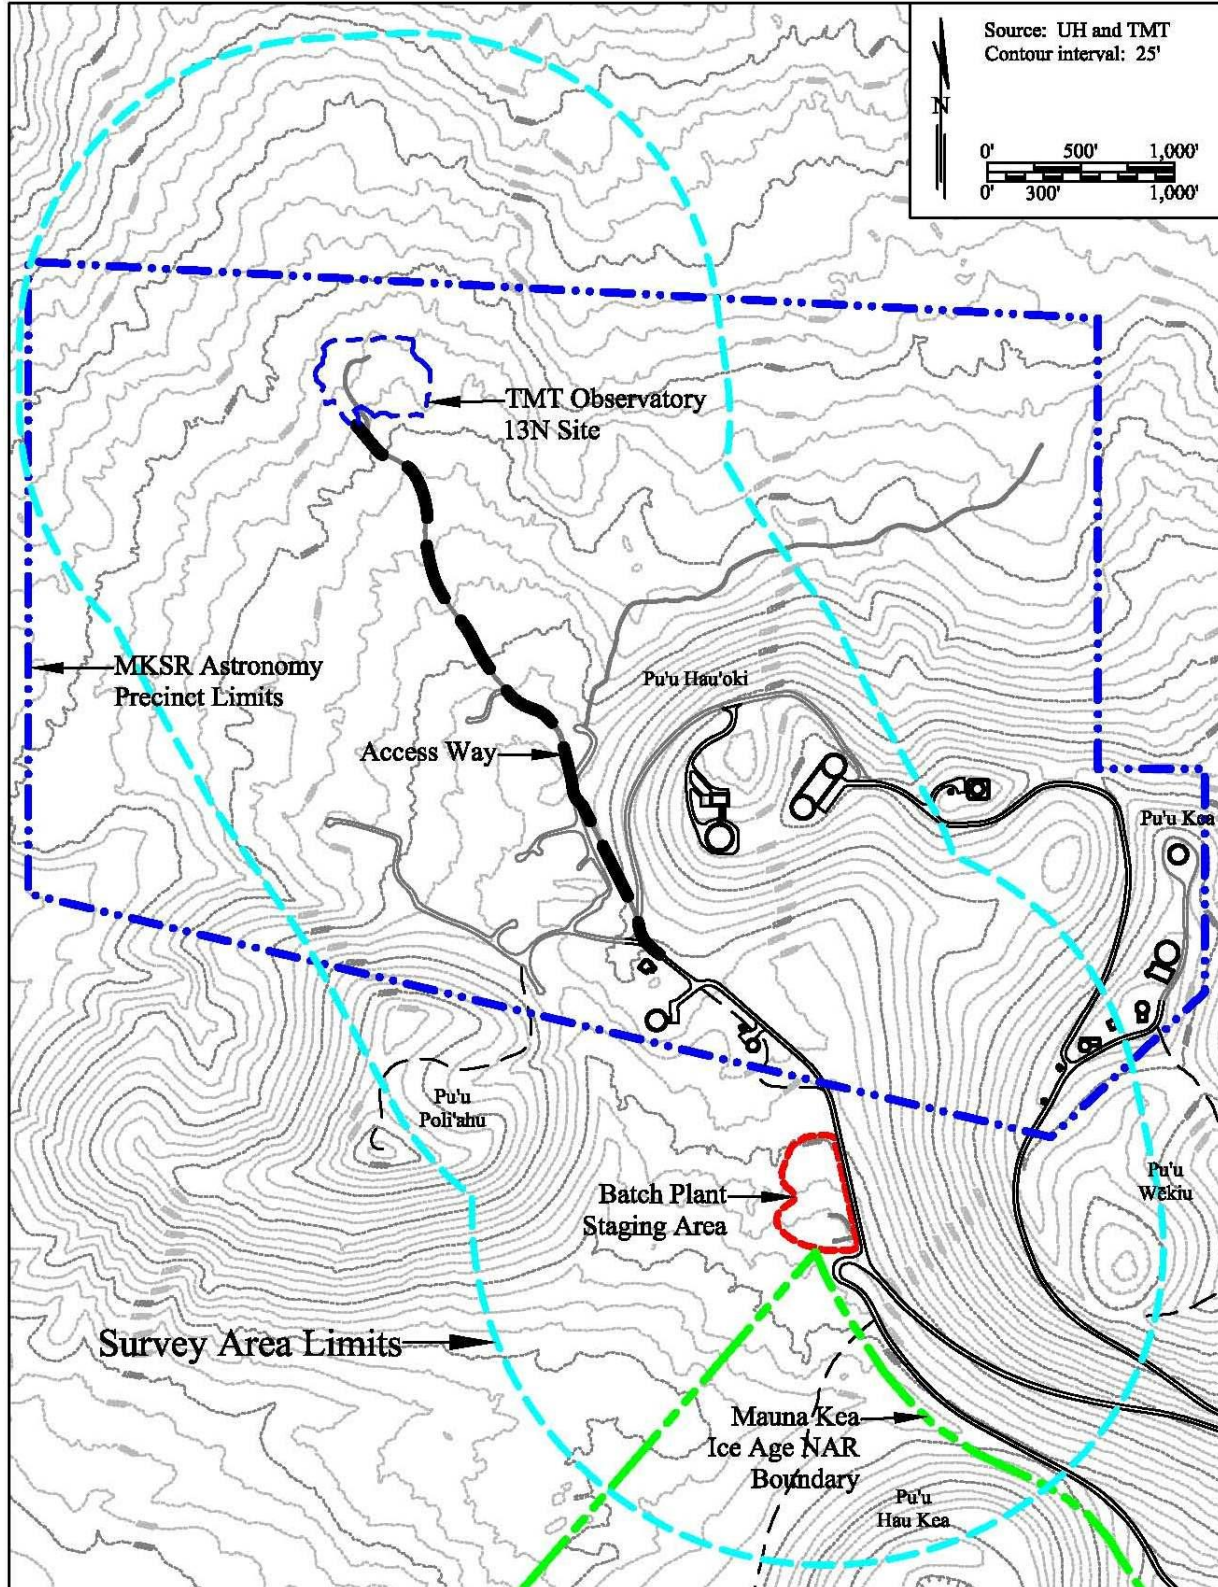 Source: UH and TMT
Contour interval: 25'
N
0' 500' 1,000'
0' 300' 1,000'
TMT Observatory
13N Site
MKSR Astronomy
Precinct Limits
Pu'u Hau'oki
Access Way
Pu'u Kea
Pu'u
Poli'ahu
Pu'u
Wēkiu
Batch Plant
Staging Area
Survey Area Limits
Mauna Kea
Ice Age NAR
Boundary
Pu'u
Hau Kea